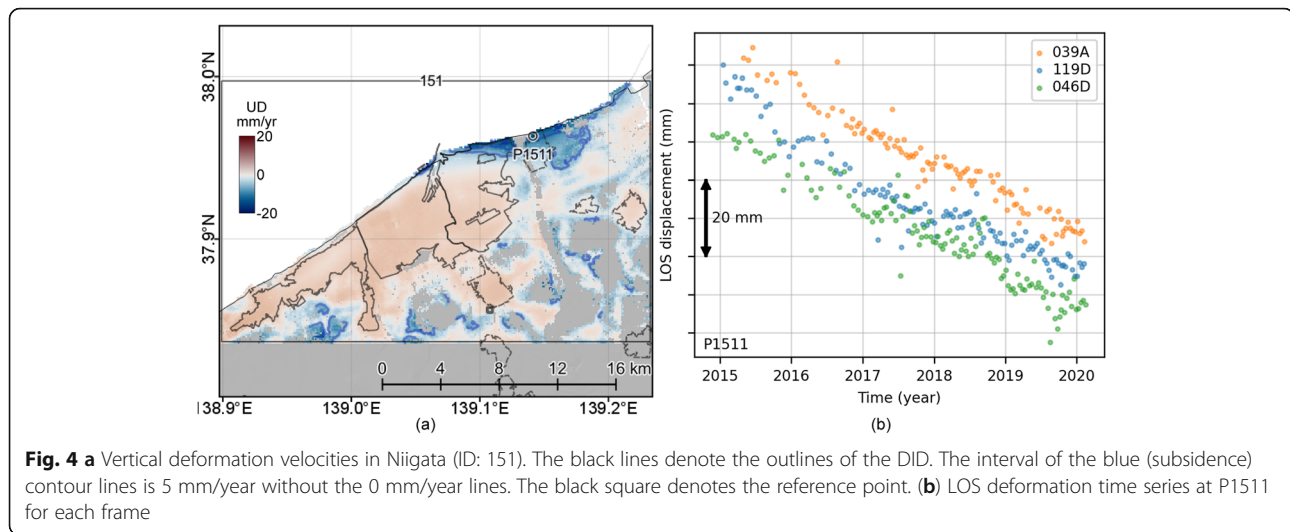 38.0°N
37.9°N
151
UD
mm/yr
20
0
-20
P1511
0 4 8 12 16 km
138.9°E 139.0°E 139.1°E 139.2°E
(a)
LOS displacement (mm)
039A
119D
046D
20 mm
P1511
2015 2016 2017 2018 2019 2020
Time (year)
(b)
Fig. 4 a Vertical deformation velocities in Niigata (ID: 151). The black lines denote the outlines of the DID. The interval of the blue (subsidence)
contour lines is 5 mm/year without the 0 mm/year lines. The black square denotes the reference point. (b) LOS deformation time series at P1511
for each frame